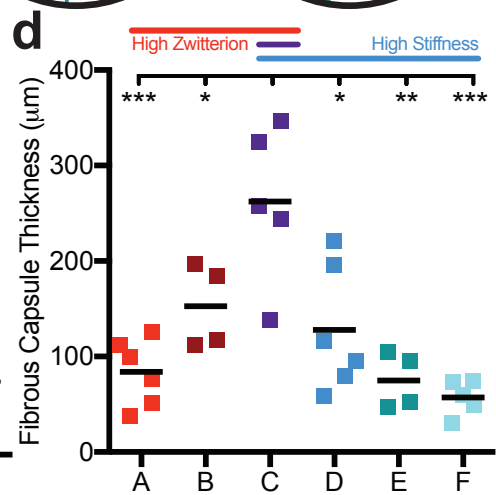 d
High Zwitterion High Stiffness
*** * * ** ***
Fibrous Capsule Thickness (μm)
400
300
200
100
0
A B C D E F